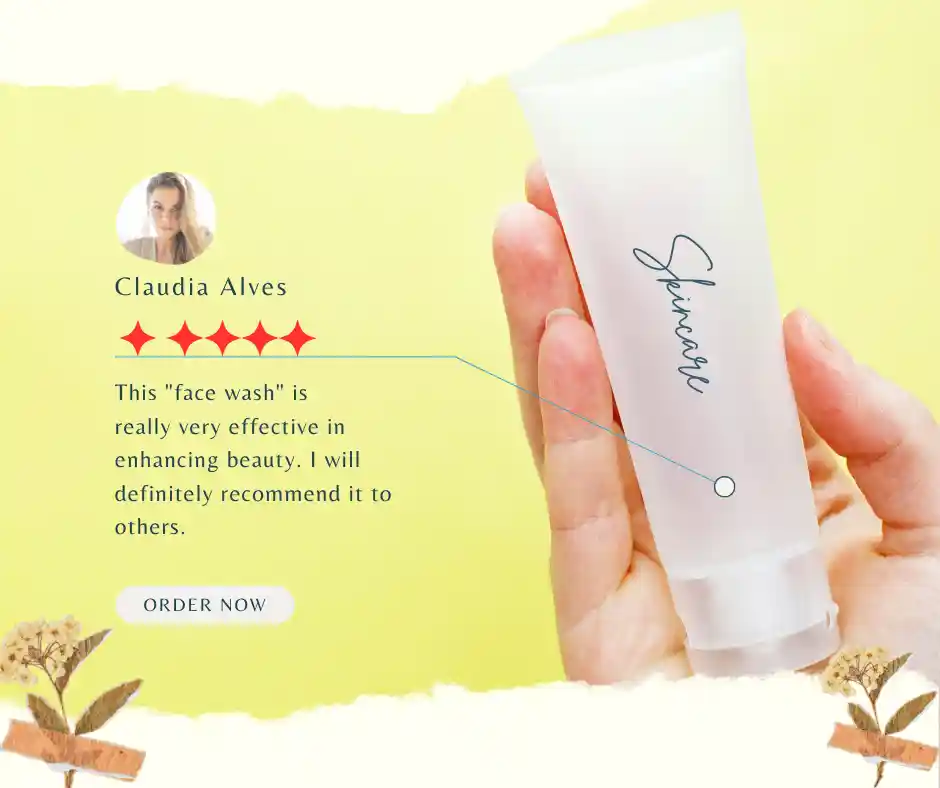 Claudia Alves
This "face wash" is
really very effective in
enhancing beauty. I will
definitely recommend it to
others.
ORDER NOW
Skincare